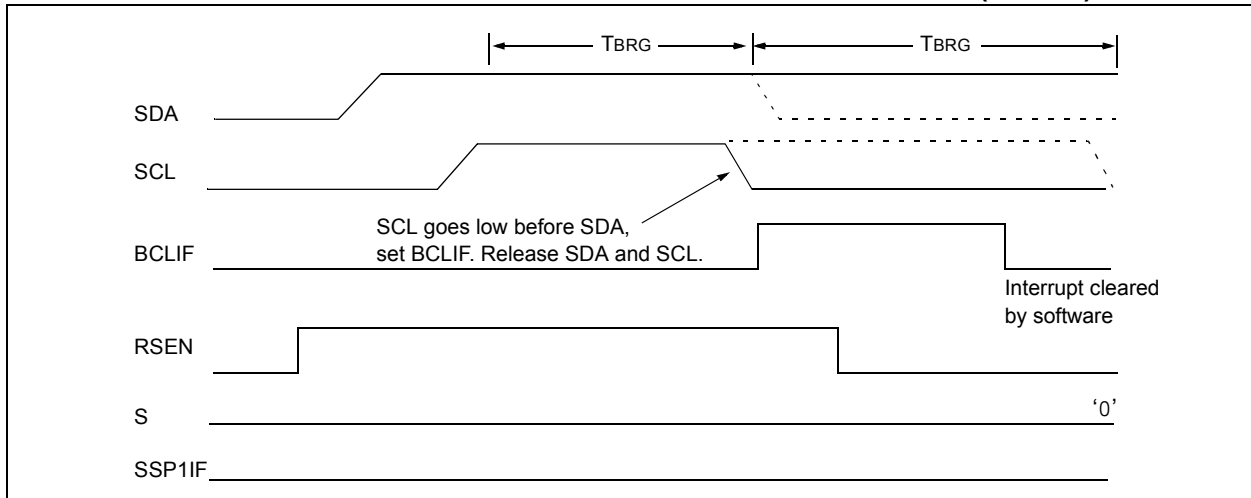 TBRG TBRG
SDA
SCL
SCL goes low before SDA,
set BCLIF. Release SDA and SCL.
BCLIF
Interrupt cleared
by software
RSEN
S
‘0’
SSP1IF